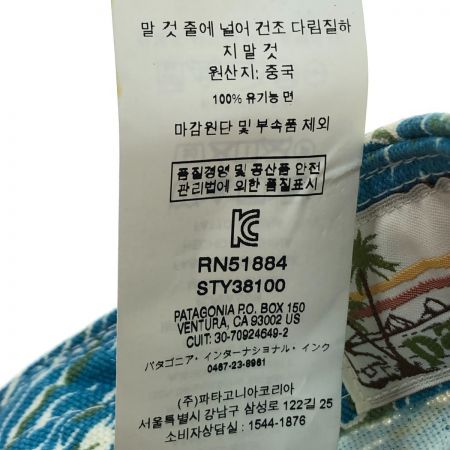 말 것 줄에 널어 건조 다림질하
지 말 것
원산지: 중국
100% 유기농 면
마감원단 및 부속품 제외
품질경영 및 공산품 안전
관리법에 의한 품질표시
RN51884
STY38100
PATAGONIA P.O. BOX 150
VENTURA, CA 93002 US
CUIT: 30-70924649-2
パタゴニア・インターナショナル・インク
0467-23-8961
(주)파타고니아코리아
서울특별시 강남구 삼성로 122길 25
소비자상담실 : 1544-1876